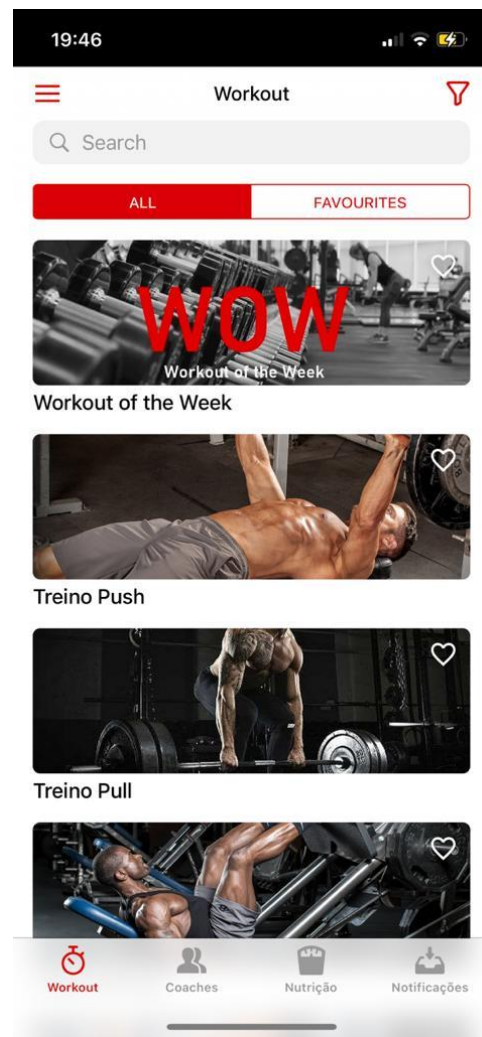 19:46
Workout
Search
ALL
FAVOURITES
WOW
Workout of the Week
Workout of the Week
Treino Push
Treino Pull
Workout
Coaches
Nutrição
Notificações